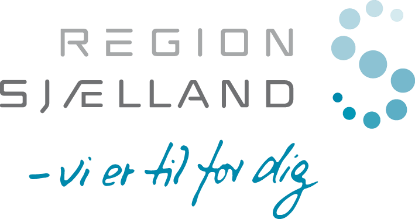 REGION
SJÆLLAND
- vi er til for dig